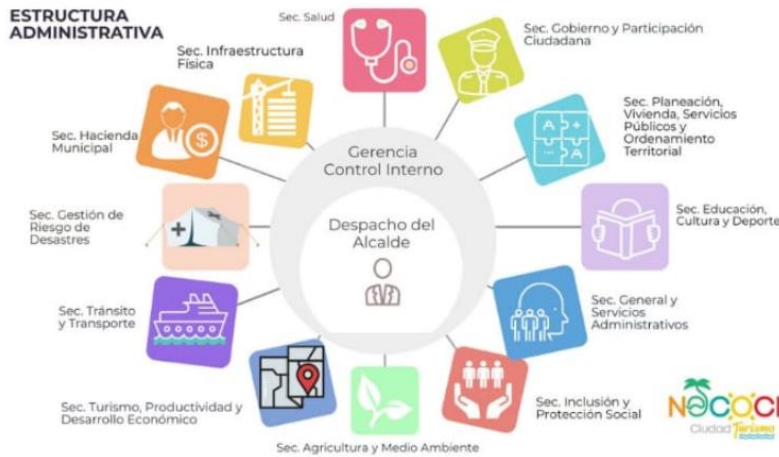 ESTRUCTURA
ADMINISTRATIVA
Sec. Salud
Sec. Gobierno y Participación
Ciudadana
Sec. Infraestructura
Física
Sec. Planeación,
Vivienda, Servicios
Públicos y
Ordenamiento
Territorial
Sec. Hacienda
Municipal
$
A +
... A
Gerencia
Control Interno
Despacho del
Alcalde
Sec. Gestión de
Riesgo de
Desastres
Sec. Educación,
Cultura y Deporte
Sec. Tránsito
y Transporte
Sec. General y
Servicios
Administrativos
Sec. Turismo, Productividad y
Desarrollo Económico
Sec. Agricultura y Medio Ambiente
Sec. Inclusión y
Protección Social
NECOCL
Ciudad Turismo